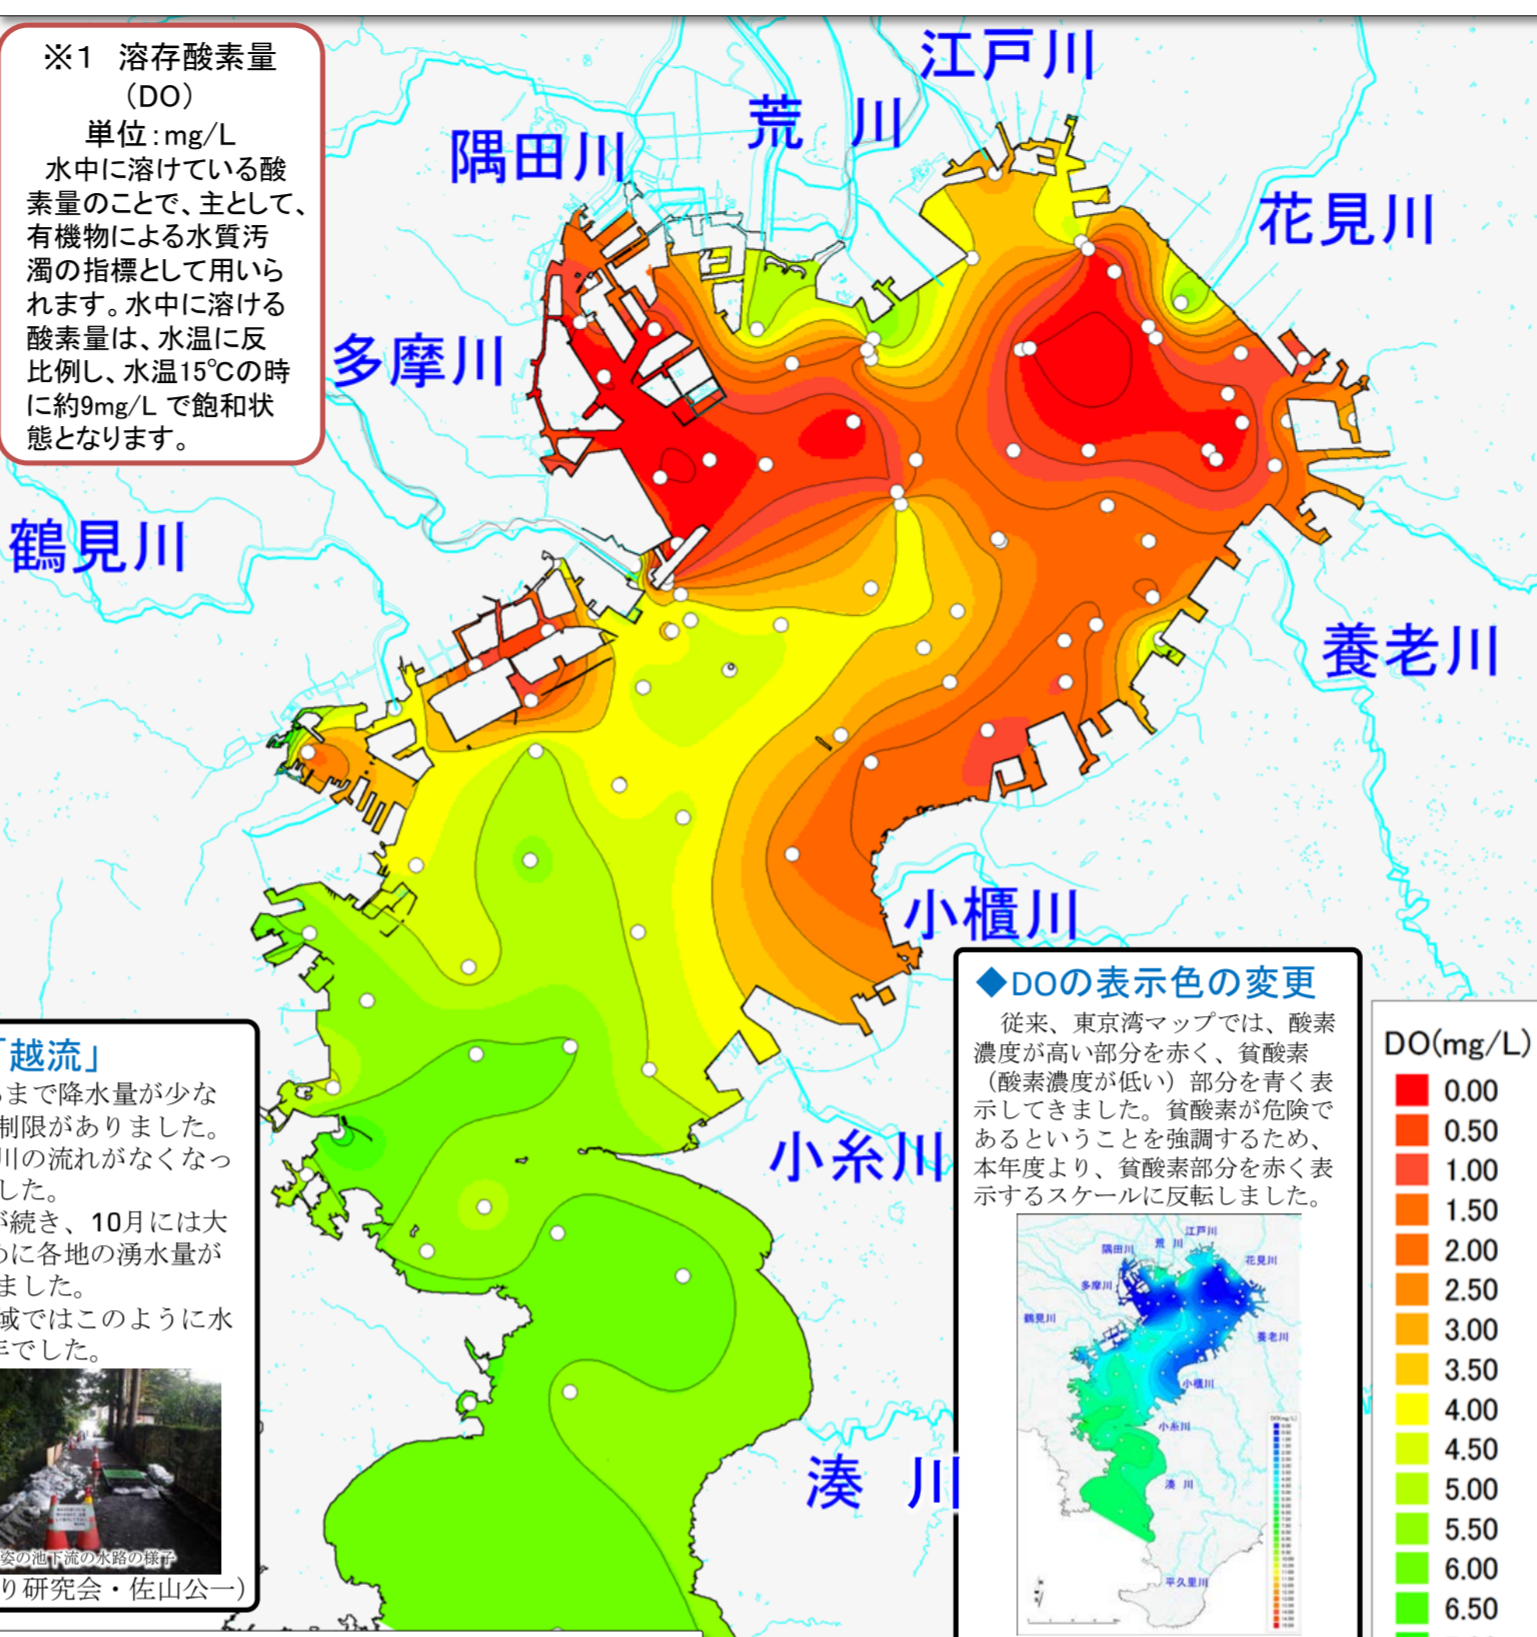 ※1　溶存酸素量
（DO）
単位：mg/L
水中に溶けている酸
素量のことで、主として、
有機物による水質汚
濁の指標として用いら
れます。水中に溶ける
酸素量は、水温に反
比例し、水温15℃の時
に約9mg/L で飽和状
態となります。
江戸川
荒　川
隅田川
花見川
多摩川
鶴見川
養老川
小櫃川
小糸川
湊　川
「越流」
るまで降水量が少な
制限がありました。
川の流れがなくなっ
した。
が続き、10月には大
めに各地の湧水量が
ました。
域ではこのように水
年でした。
姿の池下流の水路の様子
り研究会・佐山公一）
◆DOの表示色の変更
従来、東京湾マップでは、酸素
濃度が高い部分を赤く、貧酸素
（酸素濃度が低い）部分を青く表
示してきました。貧酸素が危険で
あるということを強調するため、
本年度より、貧酸素部分を赤く表
示するスケールに反転しました。
江戸川
荒　川
隅田川
花見川
多摩川
鶴見川
養老川
小櫃川
小糸川
湊　川
平久里川
DO(mg/L)
0.00
0.50
1.00
1.50
2.00
2.50
3.00
3.50
4.00
4.50
5.00
5.50
6.00
6.50